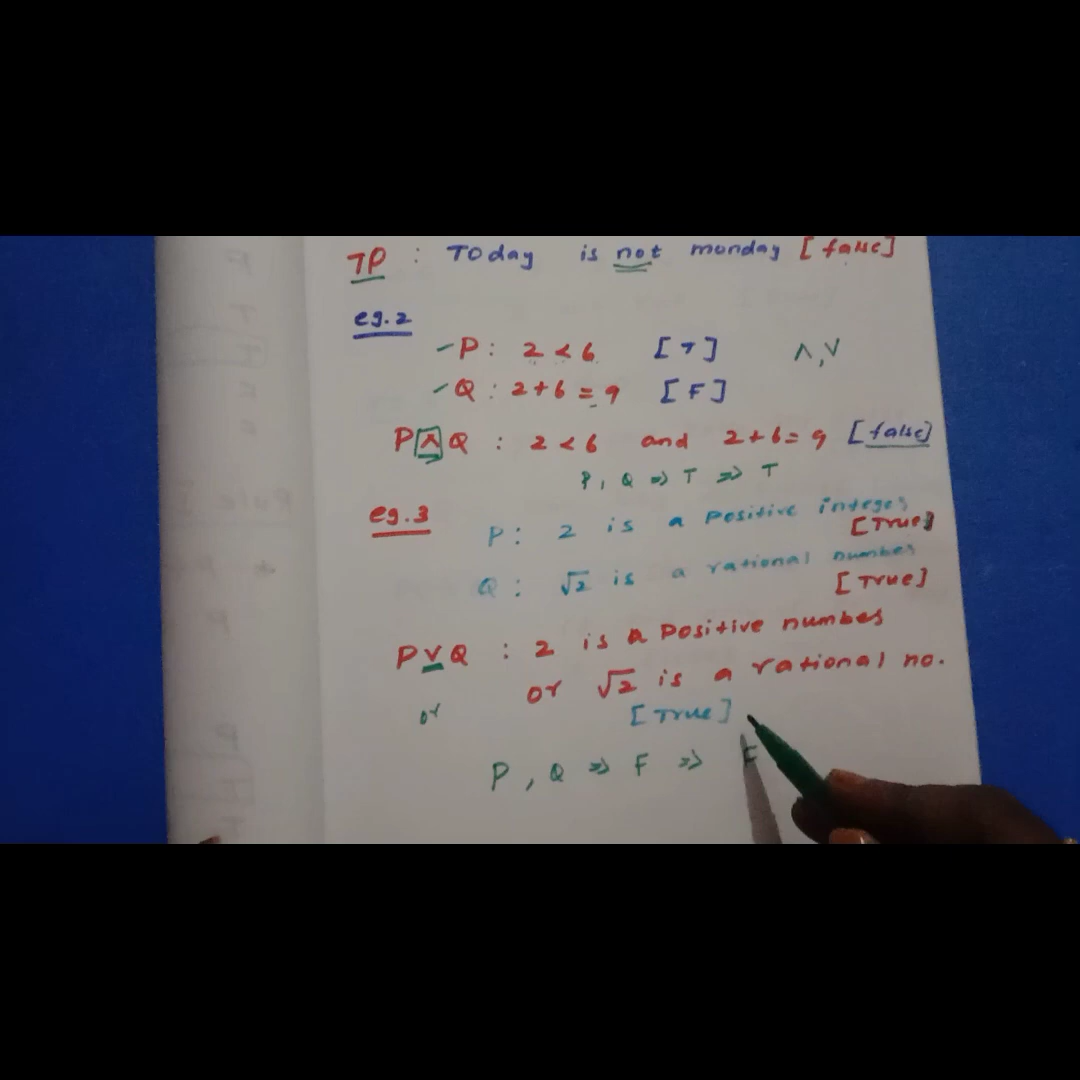 7P : Today is not monday [false]
eg.2
P : 2 < 6 [T] ∧,∨
Q : 2+6 = 9 [F]
P ∧ Q : 2 < 6 and 2+6= 9 [false]
P, Q ⇒ T ⇒ T
eg.3
P : 2 is a Positive integer
[True]
Q : √2 is a rational number
[True]
P ∨ Q : 2 is a Positive number
or √2 is a rational no.
or [True]
P , Q ⇒ F ⇒ F